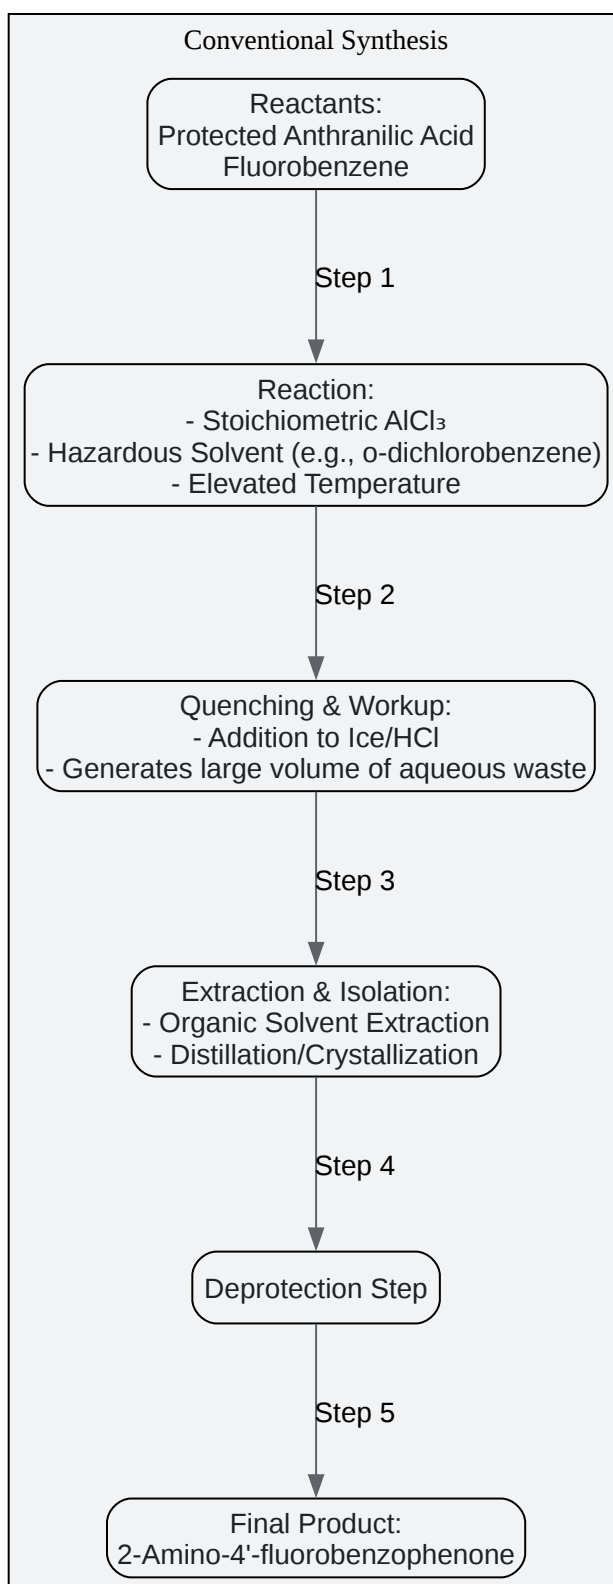 Conventional Synthesis
Reactants:
Protected Anthranilic Acid
Fluorobenzene
Step 1
Reaction:
- Stoichiometric AlCl₃
- Hazardous Solvent (e.g., o-dichlorobenzene)
- Elevated Temperature
Step 2
Quenching & Workup:
- Addition to Ice/HCl
- Generates large volume of aqueous waste
Step 3
Extraction & Isolation:
- Organic Solvent Extraction
- Distillation/Crystallization
Step 4
Deprotection Step
Step 5
Final Product:
2-Amino-4'-fluorobenzophenone